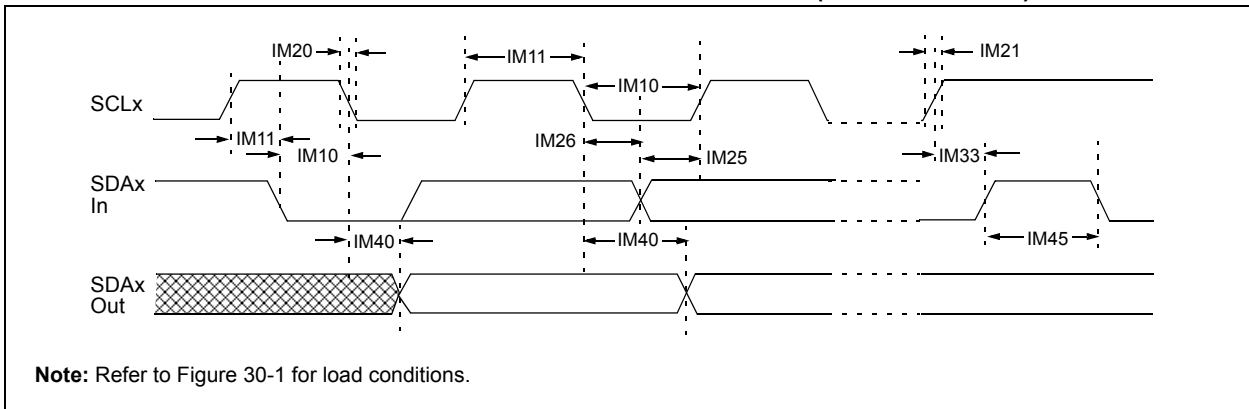 IM20
IM11
IM21
IM10
SCLx
IM11
IM26
IM10
IM25
IM33
SDAx
In
IM40
IM40
IM45
SDAx
Out
Note: Refer to Figure 30-1 for load conditions.